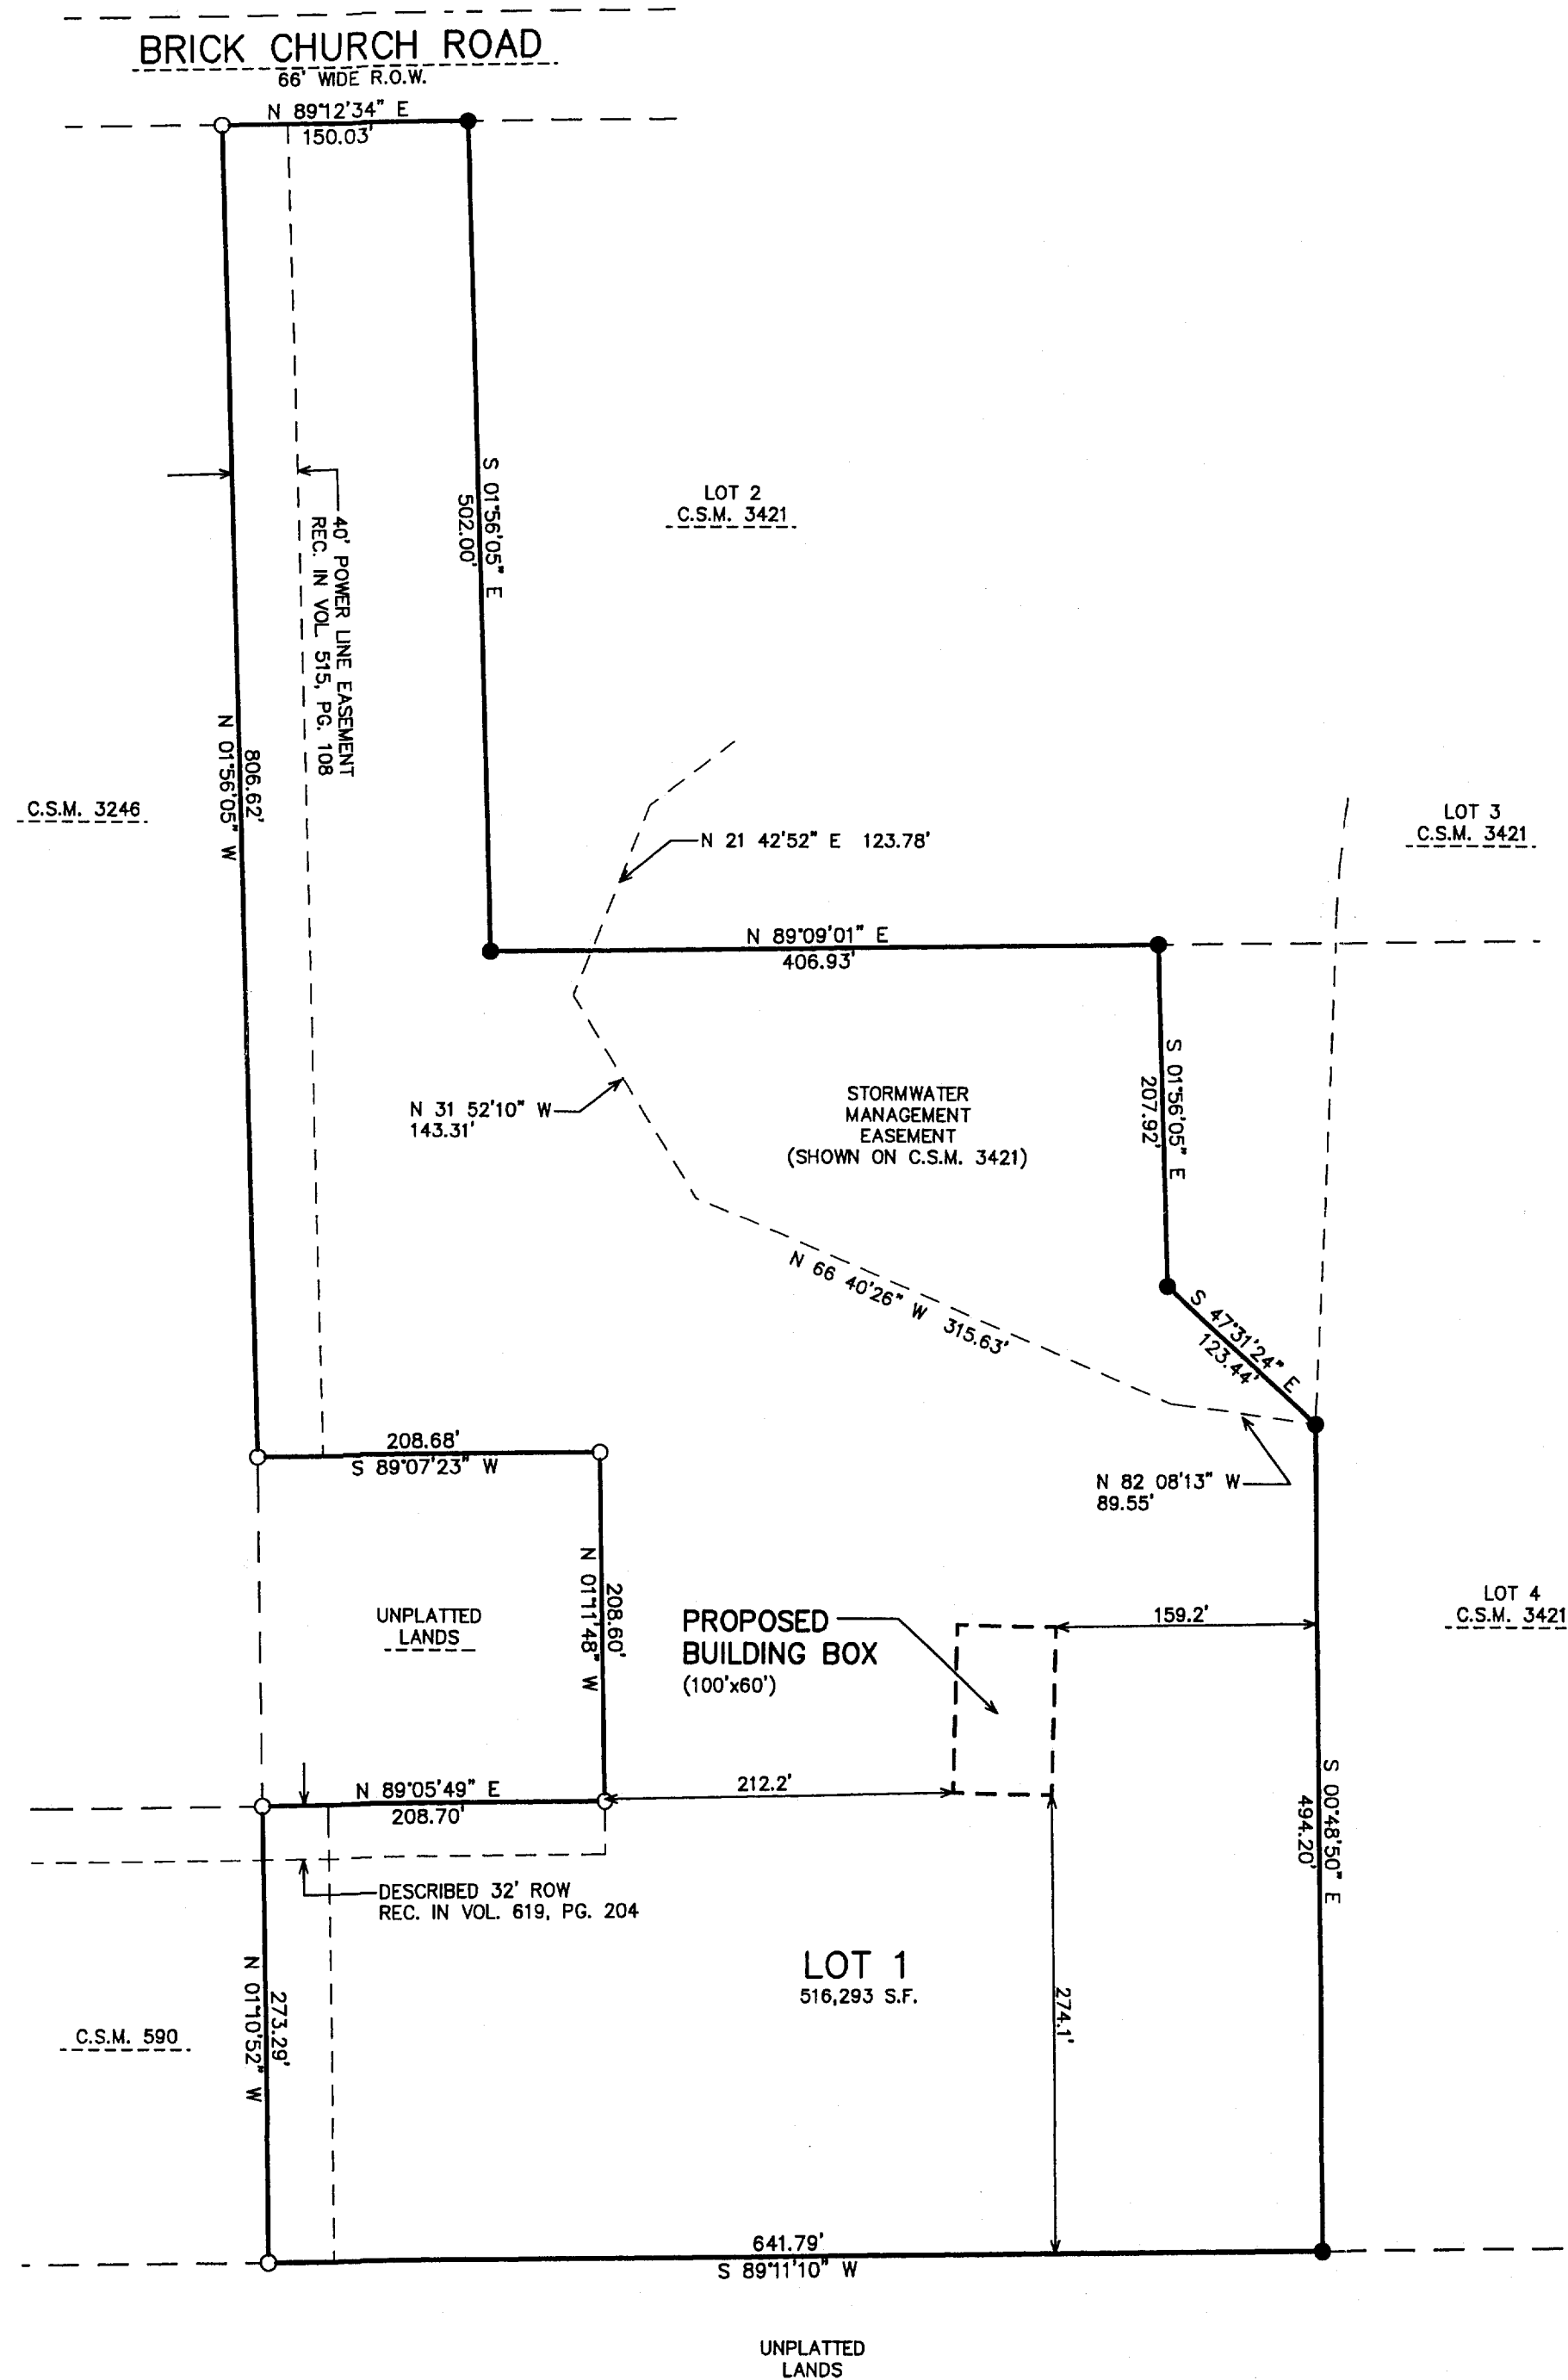 BRICK CHURCH ROAD
66' WIDE R.O.W.
N 89°12'34" E
150.03'
S 01°56'05" E
502.00'
LOT 2
C.S.M. 3421
40' POWER LINE EASEMENT
REC. IN VOL. 515, PG. 108
806.62'
N 01°56'05" W
C.S.M. 3246
LOT 3
C.S.M. 3421
N 21 42'52" E 123.78'
N 89°09'01" E
406.93'
S 01°56'05" E
207.92'
N 31 52'10" W
143.31'
STORMWATER
MANAGEMENT
EASEMENT
(SHOWN ON C.S.M. 3421)
N 66 40'26" W 315.63'
S 47°31'24" E
123.44'
208.68'
S 89°07'23" W
N 82 08'13" W
89.55'
208.60'
N 01°11'48" W
UNPLATTED
LANDS
PROPOSED
BUILDING BOX
(100'x60')
159.2'
LOT 4
C.S.M. 3421
N 89°05'49" E
208.70'
212.2'
S 00°48'50" E
494.20'
DESCRIBED 32' ROW
REC. IN VOL. 619, PG. 204
LOT 1
516,293 S.F.
273.29'
N 01°10'52" W
C.S.M. 590
274.1'
641.79'
S 89°11'10" W
UNPLATTED
LANDS